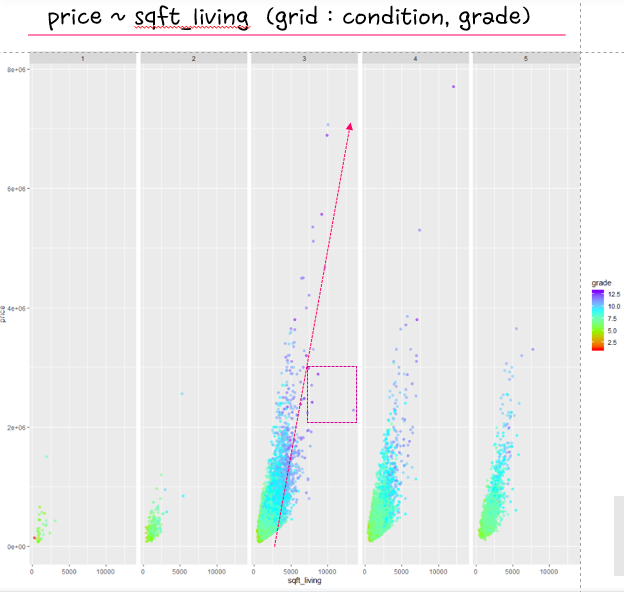 price ~ sqft_living (grid : condition, grade)
1 2 3 4 5
8e+06
6e+06
4e+06
2e+06
0e+00
price
0 5000 10000 0 5000 10000 0 5000 10000 0 5000 10000 0 5000 10000
sqft_living
grade
12.5
10.0
7.5
5.0
2.5